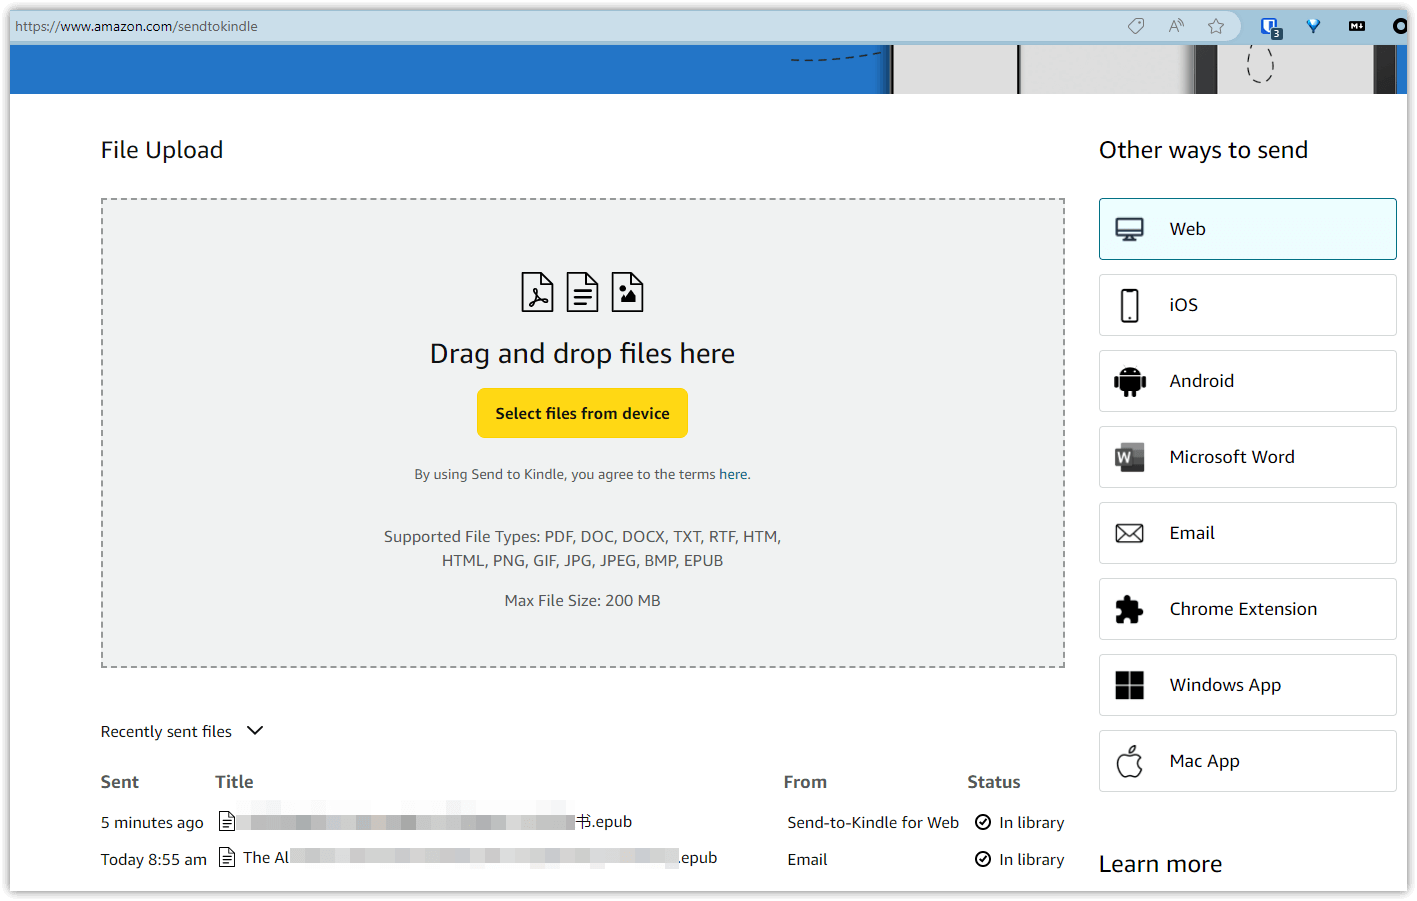 https://www.amazon.com/sendtokindle
3
File Upload
Drag and drop files here
Select files from device
By using Send to Kindle, you agree to the terms here.
Supported File Types: PDF, DOC, DOCX, TXT, RTF, HTM,
HTML, PNG, GIF, JPG, JPEG, BMP, EPUB
Max File Size: 200 MB
Recently sent files
Sent Title From Status
5 minutes ago 书.epub Send-to-Kindle for Web In library
Today 8:55 am The Al .epub Email In library
Other ways to send
Web
iOS
Android
Microsoft Word
Email
Chrome Extension
Windows App
Mac App
Learn more